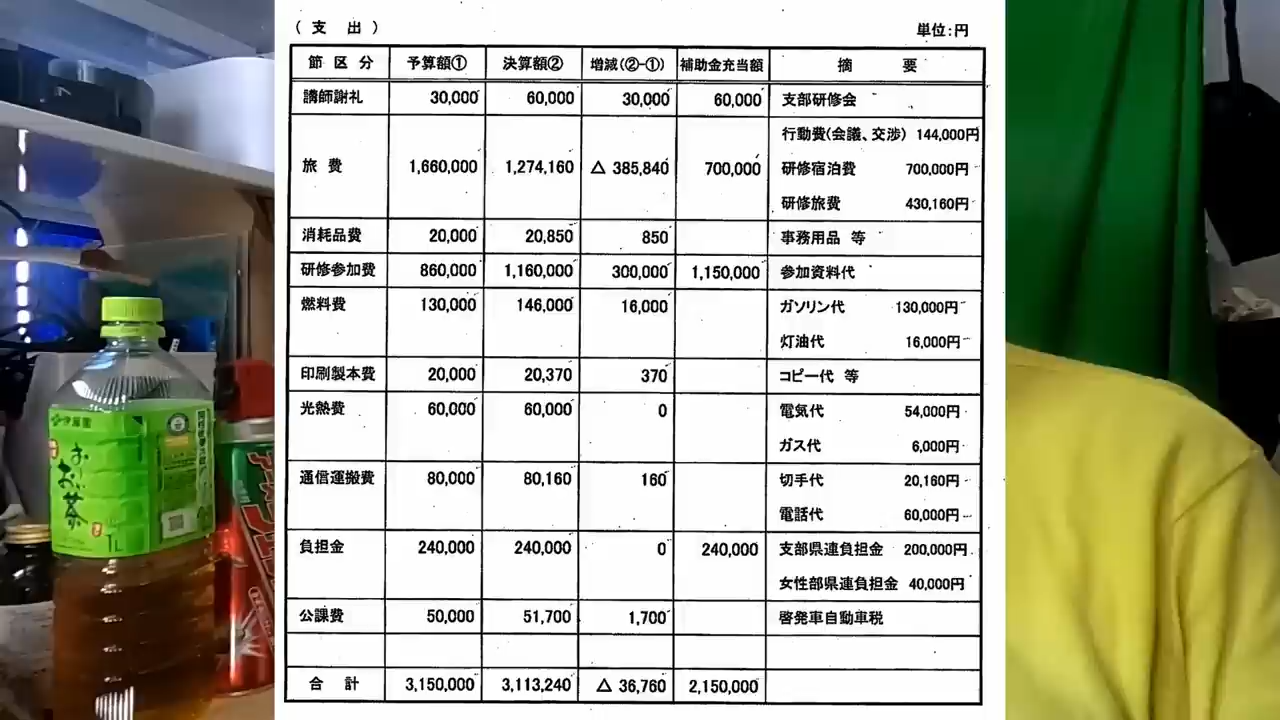 ( 支 出 )
単位:円
節 区 分 予算額① 決算額② 増減(②-①) 補助金充当額 摘 要
講師謝礼 30,000 60,000 30,000 60,000 支部研修会
行動費(会議、交渉) 144,000円
旅 費 1,660,000 1,274,160 △ 385,840 700,000 研修宿泊費 700,000円
研修旅費 430,160円
消耗品費 20,000 20,850 850 事務用品 等
研修参加費 860,000 1,160,000 300,000 1,150,000 参加資料代
燃料費 130,000 146,000 16,000 ガソリン代 130,000円
灯油代 16,000円
印刷製本費 20,000 20,370 370 コピー代 等
光熱費 60,000 60,000 0 電気代 54,000円
ガス代 6,000円
通信運搬費 80,000 80,160 160 切手代 20,160円
電話代 60,000円
負担金 240,000 240,000 0 240,000 支部県連負担金 200,000円
女性部県連負担金 40,000円
公課費 50,000 51,700 1,700 啓発車自動車税
合 計 3,150,000 3,113,240 △ 36,760 2,150,000
伊藤園
お〜いお茶
1L